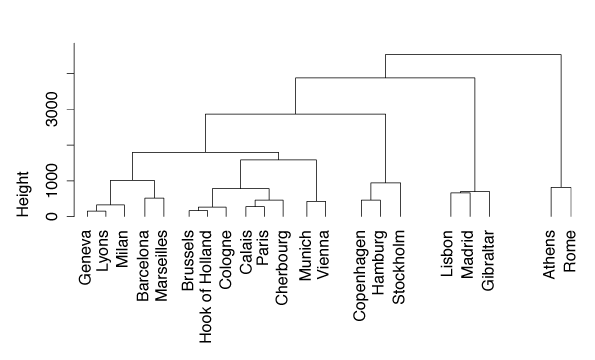 Height
0
1000
3000
Geneva
Lyons
Milan
Barcelona
Marseilles
Brussels
Hook of Holland
Cologne
Calais
Paris
Cherbourg
Munich
Vienna
Copenhagen
Hamburg
Stockholm
Lisbon
Madrid
Gibraltar
Athens
Rome